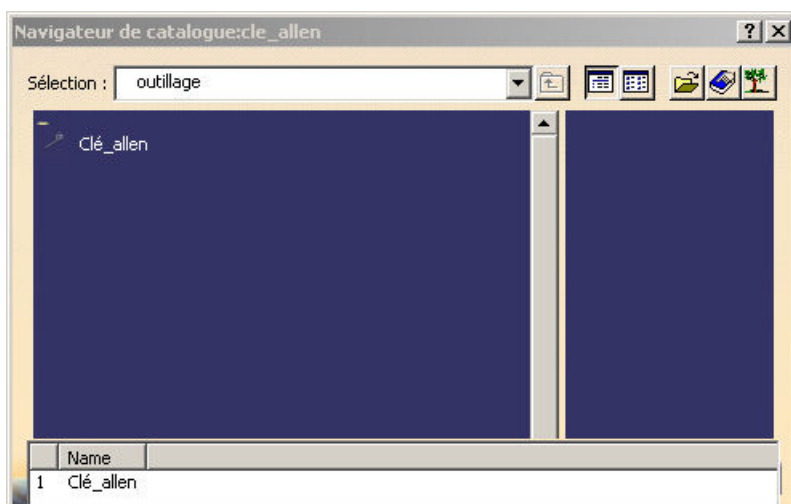 Navigateur de catalogue:cle_allen
Sélection : outillage
Clé_allen
Name
1 Clé_allen